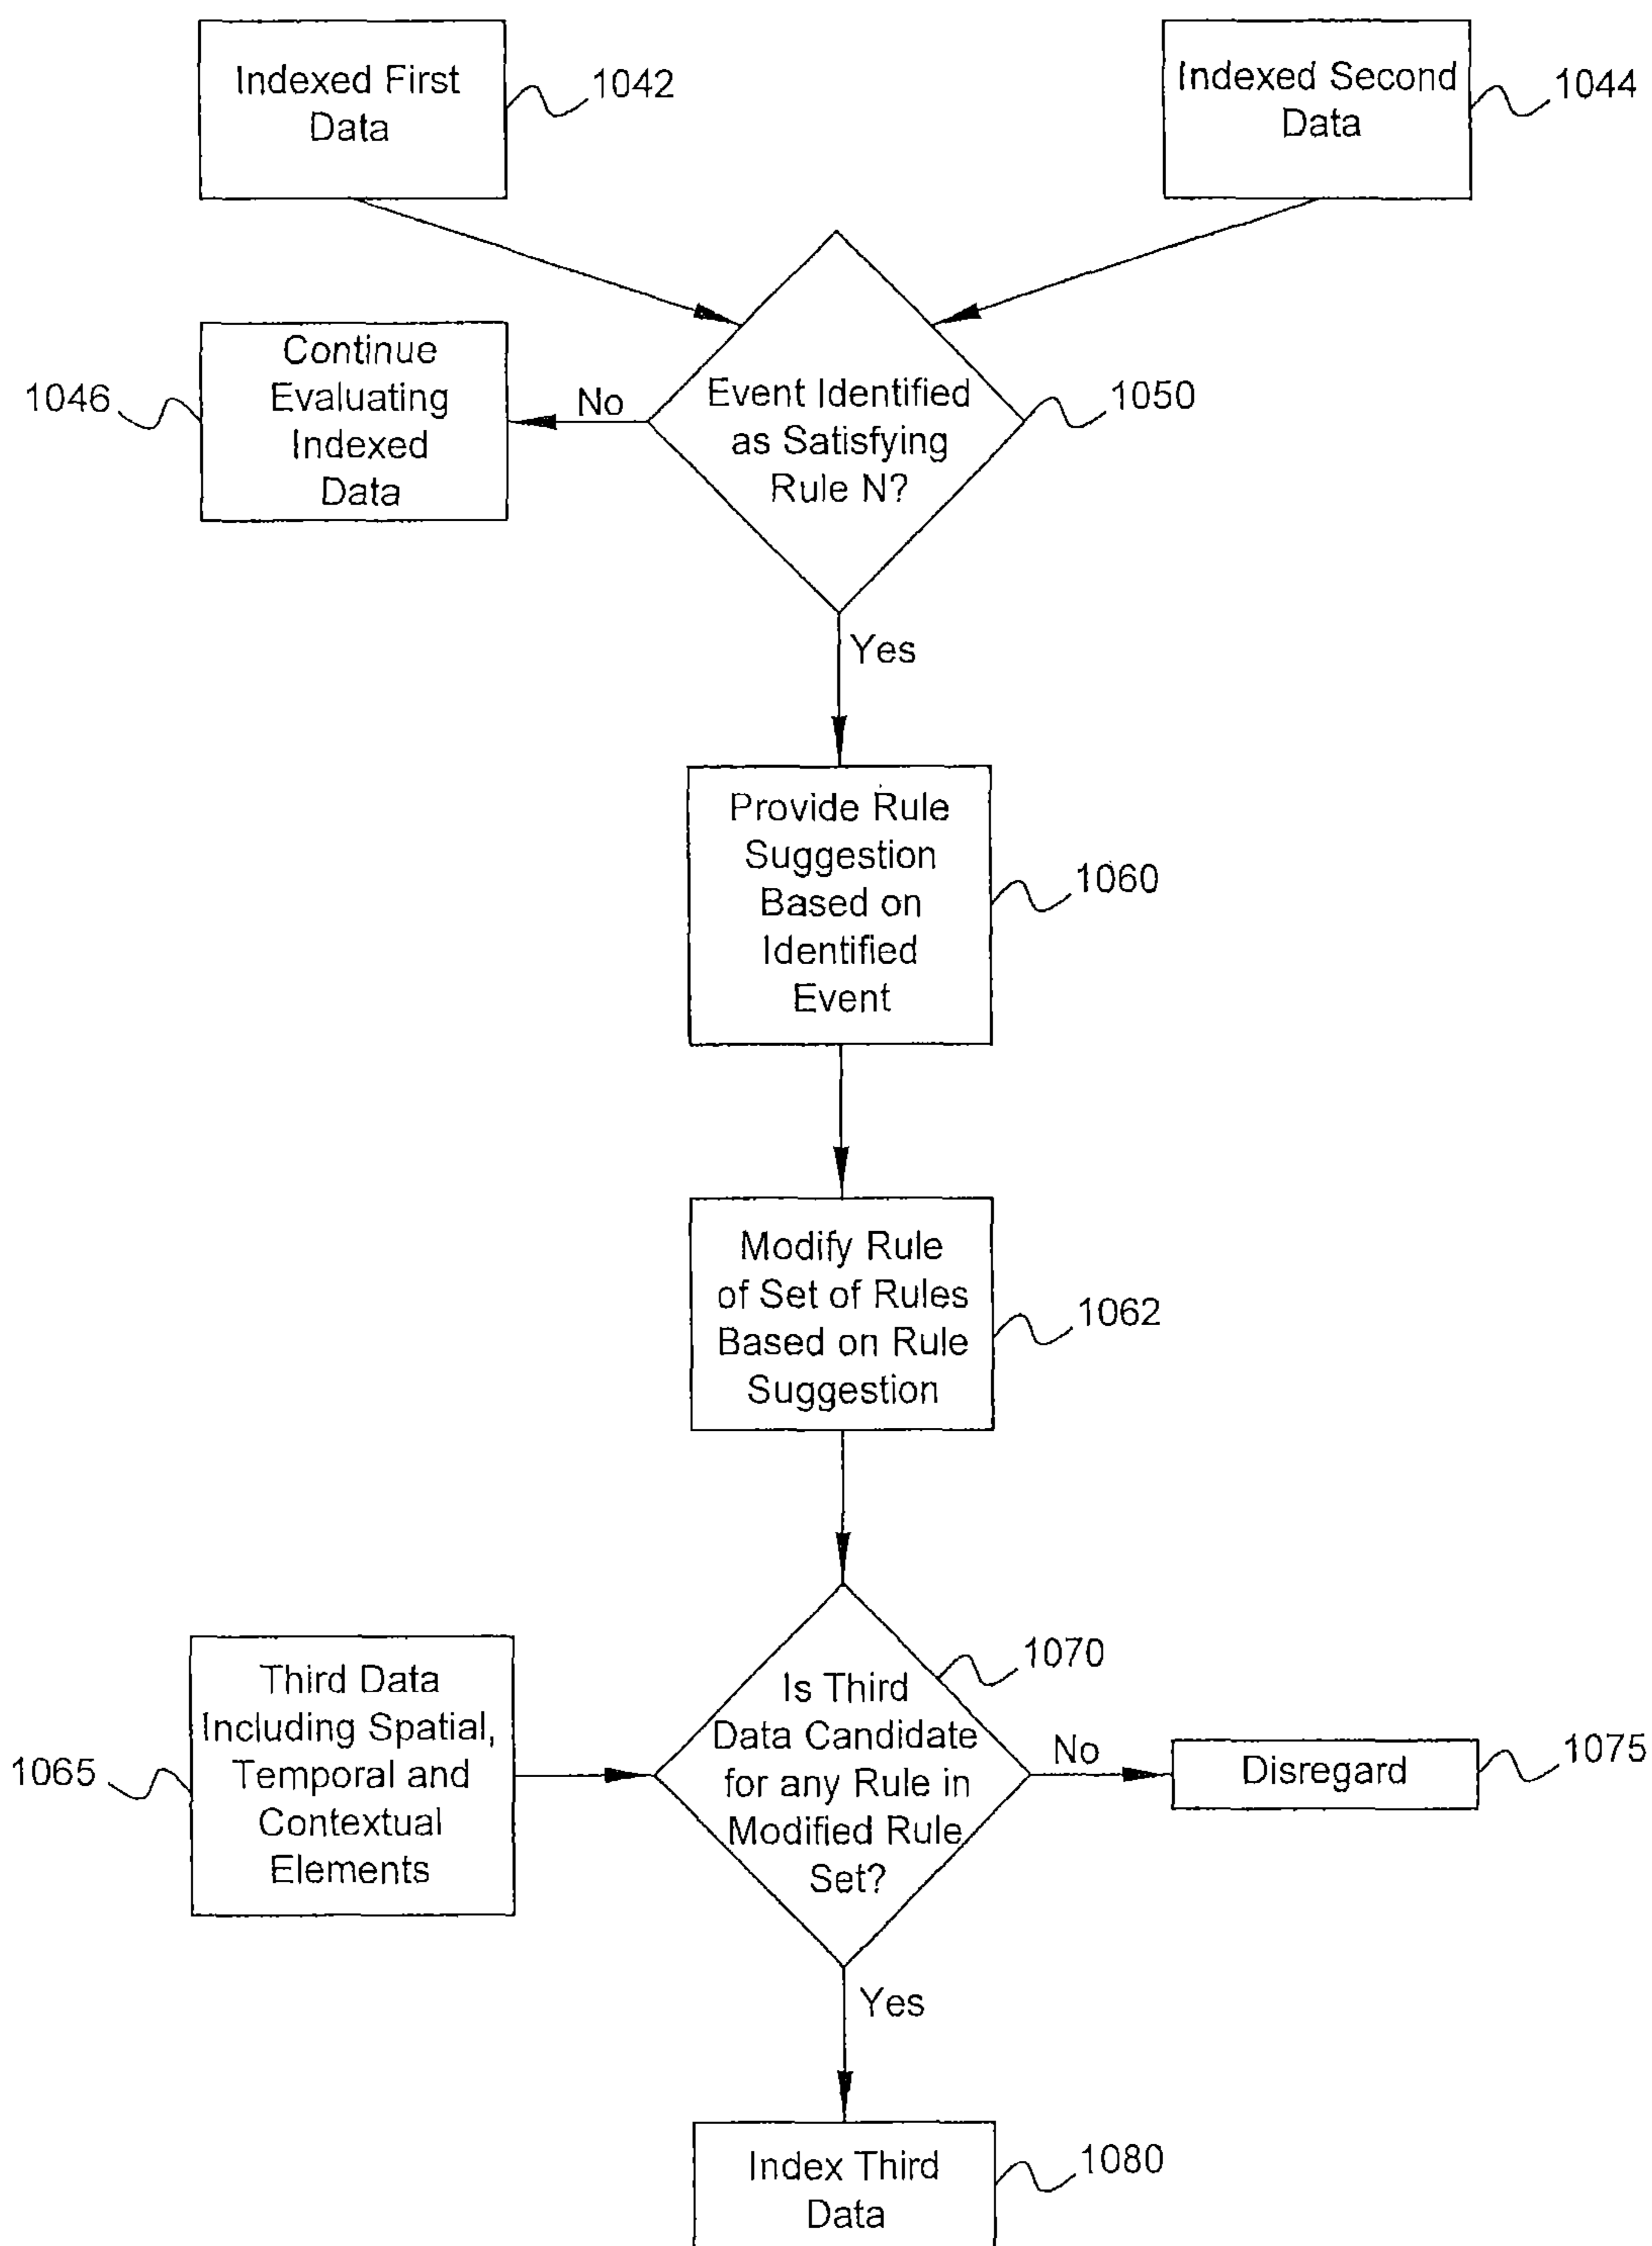 Indexed First
Data
1042
Indexed Second
Data
1044
Continue
Evaluating
Indexed
Data
1046
No
Event Identified
as Satisfying
Rule N?
1050
Yes
Provide Rule
Suggestion
Based on
Identified
Event
1060
Modify Rule
of Set of Rules
Based on Rule
Suggestion
1062
Third Data
Including Spatial,
Temporal and
Contextual
Elements
1065
Is Third
Data Candidate
for any Rule in
Modified Rule
Set?
1070
No
Disregard
1075
Yes
Index Third
Data
1080